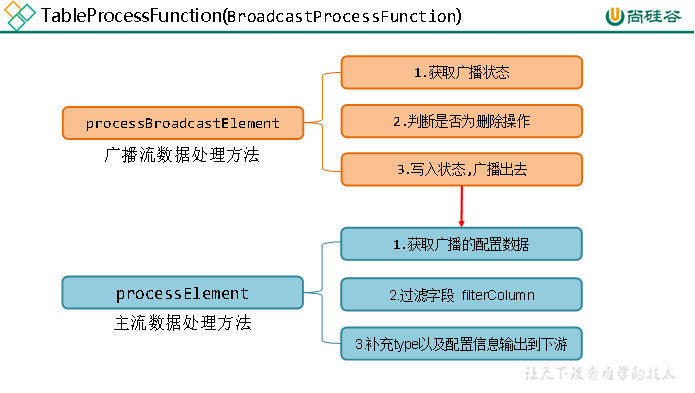 TableProcessFunction(BroadcastProcessFunction)
尚硅谷
processBroadcastElement
广播流数据处理方法
1.获取广播状态
2.判断是否为删除操作
3.写入状态,广播出去
processElement
主流数据处理方法
1.获取广播的配置数据
2.过滤字段 filterColumn
3.补充type以及配置信息输出到下游
让天下没有难学的技术